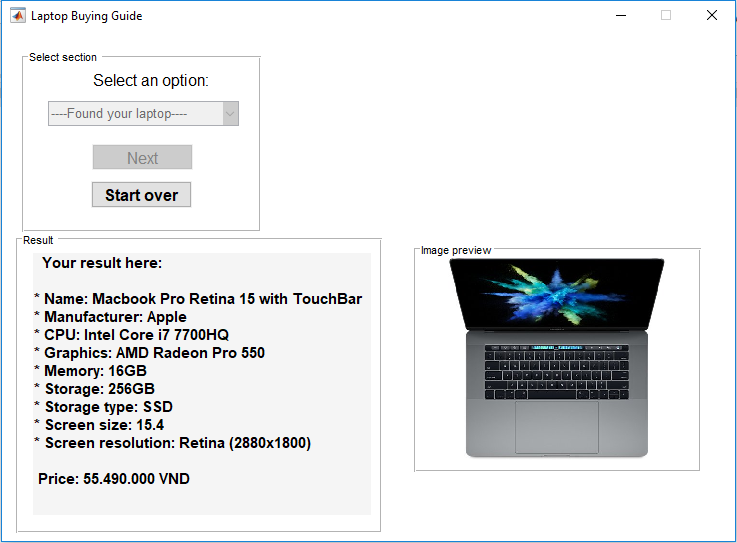 Laptop Buying Guide
Select section
Select an option:
----Found your laptop----
Next
Start over
Result
Your result here:
* Name: Macbook Pro Retina 15 with TouchBar
* Manufacturer: Apple
* CPU: Intel Core i7 7700HQ
* Graphics: AMD Radeon Pro 550
* Memory: 16GB
* Storage: 256GB
* Storage type: SSD
* Screen size: 15.4
* Screen resolution: Retina (2880x1800)
Price: 55.490.000 VND
Image preview